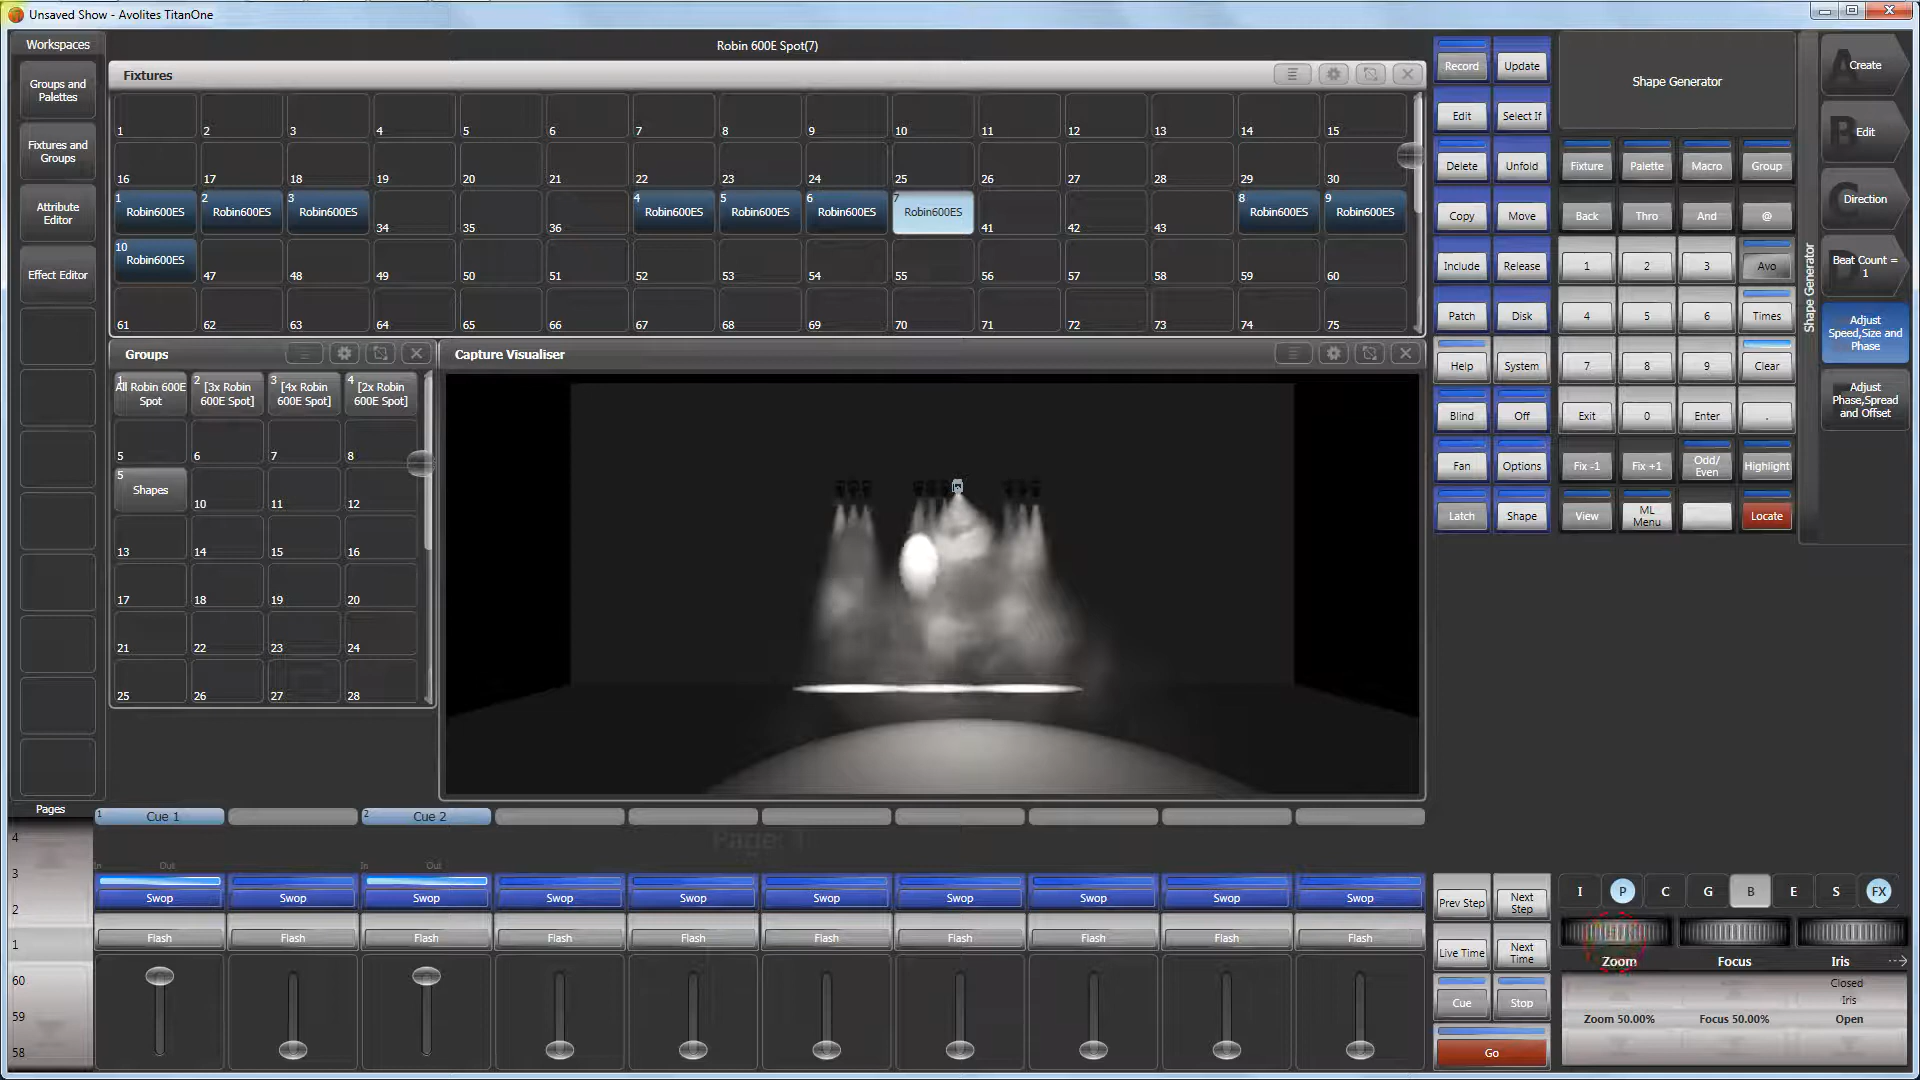 Unsaved Show - Avolites TitanOne
Workspaces
Groups and
Palettes
Fixtures and
Groups
Attribute
Editor
Effect Editor
Robin 600E Spot(7)
Fixtures
1 2 3 4 5 6 7 8 9 10 11 12 13 14 15
16 17 18 19 20 21 22 23 24 25 26 27 28 29 30
1 2 3 4 5 6 7 8 9
Robin600ES Robin600ES Robin600ES Robin600ES Robin600ES Robin600ES Robin600ES Robin600ES Robin600ES
34 35 36 41 42 43
10
Robin600ES
47 48 49 50 51 52 53 54 55 56 57 58 59 60
61 62 63 64 65 66 67 68 69 70 71 72 73 74 75
Groups
1 2 3 4
All Robin 600E
Spot
[3x Robin
600E Spot]
[4x Robin
600E Spot]
[2x Robin
600E Spot]
5 6 7 8
5
Shapes
10 11 12
13 14 15 16
17 18 19 20
21 22 23 24
25 26 27 28
Capture Visualiser
Record Update
Edit Select If
Delete Unfold
Copy Move
Include Release
Patch Disk
Help System
Blind Off
Fan Options
Latch Shape
Shape Generator
Fixture Palette Macro Group
Back Thro And @
1 2 3 Avo
4 5 6 Times
7 8 9 Clear
Exit 0 Enter .
Fix -1 Fix +1 Odd/
Even Highlight
View ML
Menu Locate
Shape Generator
A
Create
B
Edit
C
Direction
D
Beat Count =
1
Adjust
Speed,Size and
Phase
Adjust
Phase,Spread
and Offset
Pages
4
3
2
1
60
59
58
1 Cue 1 2 Cue 2
Page: 1
In Out In Out
Swop Swop Swop Swop Swop Swop Swop Swop Swop Swop
Flash Flash Flash Flash Flash Flash Flash Flash Flash Flash
Prev Step Next
Step
Live Time Next
Time
Cue Stop
Go
I P C G B E S FX
Zoom Focus Iris
Closed
Iris
Zoom 50.00% Focus 50.00% Open